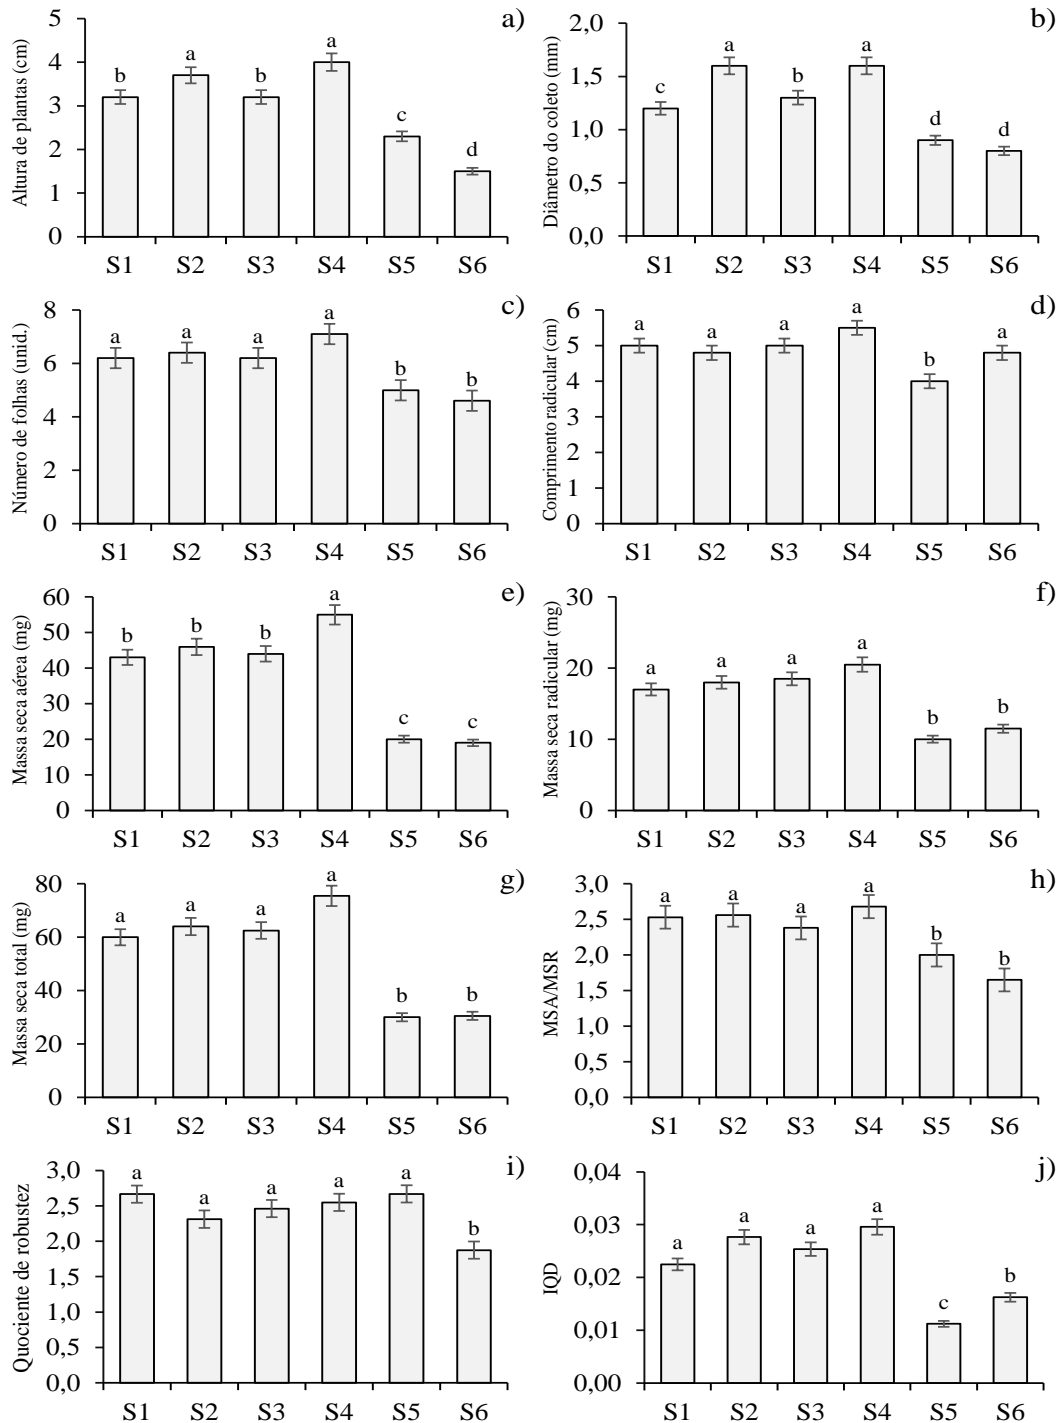 a)
Altura de plantas (cm)
5
4
3
2
1
0
b
a
b
a
c
d
S1 S2 S3 S4 S5 S6
b)
Diâmetro do coleto (mm)
2,0
1,5
1,0
0,5
0,0
c
a
b
a
d
d
S1 S2 S3 S4 S5 S6
c)
Número de folhas (unid.)
8
6
4
2
0
a
a
a
a
b
b
S1 S2 S3 S4 S5 S6
d)
Comprimento radicular (cm)
6
5
4
3
2
1
0
a
a
a
a
b
a
S1 S2 S3 S4 S5 S6
e)
Massa seca aérea (mg)
60
50
40
30
20
10
0
b
b
b
a
c
c
S1 S2 S3 S4 S5 S6
f)
Massa seca radicular (mg)
30
20
10
0
a
a
a
a
b
b
S1 S2 S3 S4 S5 S6
g)
Massa seca total (mg)
80
60
40
20
0
a
a
a
a
b
b
S1 S2 S3 S4 S5 S6
h)
MSA/MSR
3,0
2,5
2,0
1,5
1,0
0,5
0,0
a
a
a
a
b
b
S1 S2 S3 S4 S5 S6
i)
Quociente de robustez
3,0
2,5
2,0
1,5
1,0
0,5
0,0
a
a
a
a
a
b
S1 S2 S3 S4 S5 S6
j)
IQD
0,04
0,03
0,02
0,01
0,00
a
a
a
a
c
b
S1 S2 S3 S4 S5 S6